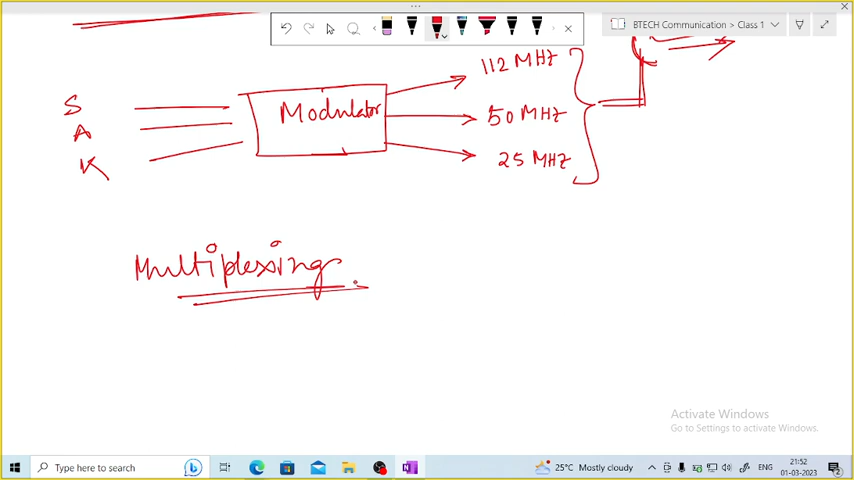 BTECH Communication > Class 1
112 MHz
S
Modulator
50 MHz
A
25 MHz
K
Multiplexing.
Activate Windows
Go to Settings to activate Windows.
Type here to search
25°C Mostly cloudy
ENG
21:52
01-03-2023
2